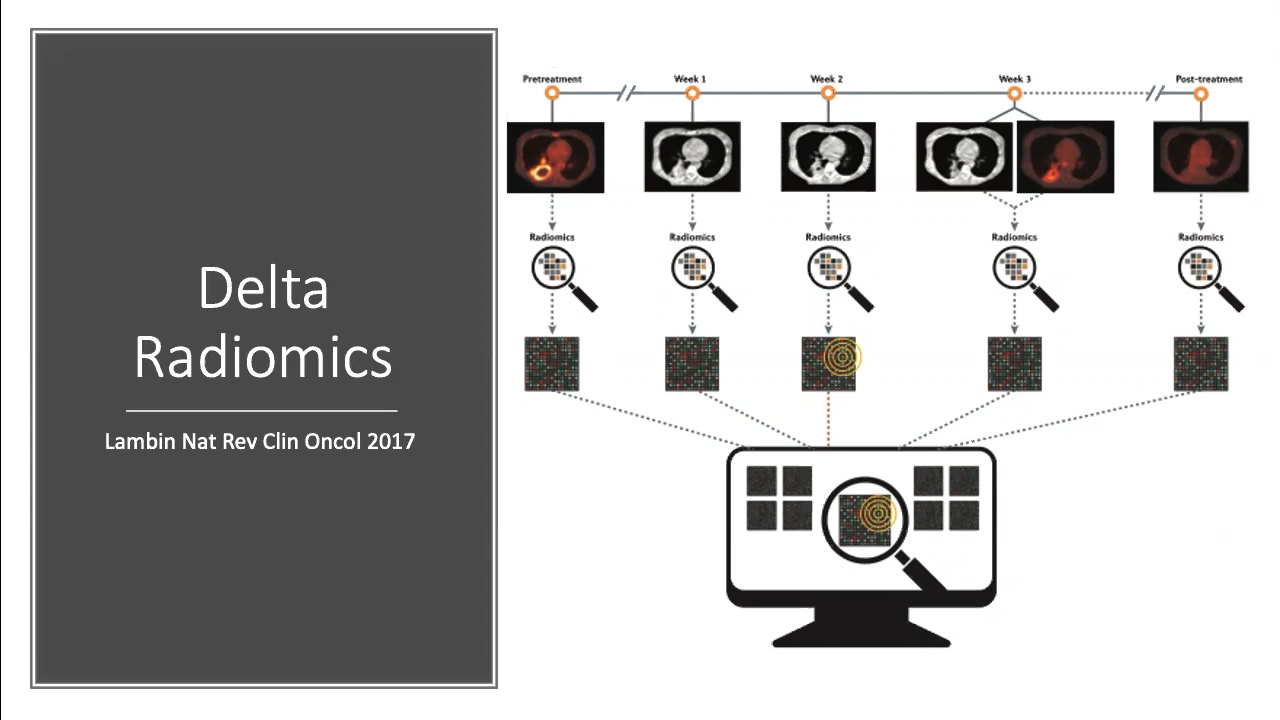 Delta
Radiomics
Lambin Nat Rev Clin Oncol 2017
Pretreatment
Week 1
Week 2
Week 3
Post-treatment
Radiomics
Radiomics
Radiomics
Radiomics
Radiomics